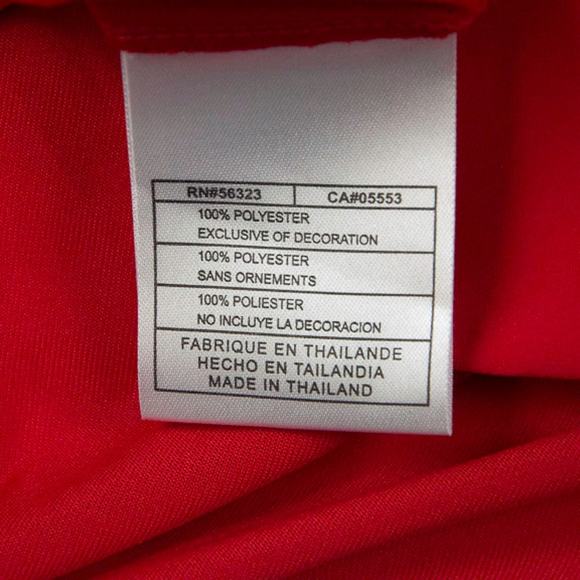 RN#56323 CA#05553
100% POLYESTER
EXCLUSIVE OF DECORATION
100% POLYESTER
SANS ORNEMENTS
100% POLIESTER
NO INCLUYE LA DECORACION
FABRIQUE EN THAILANDE
HECHO EN TAILANDIA
MADE IN THAILAND